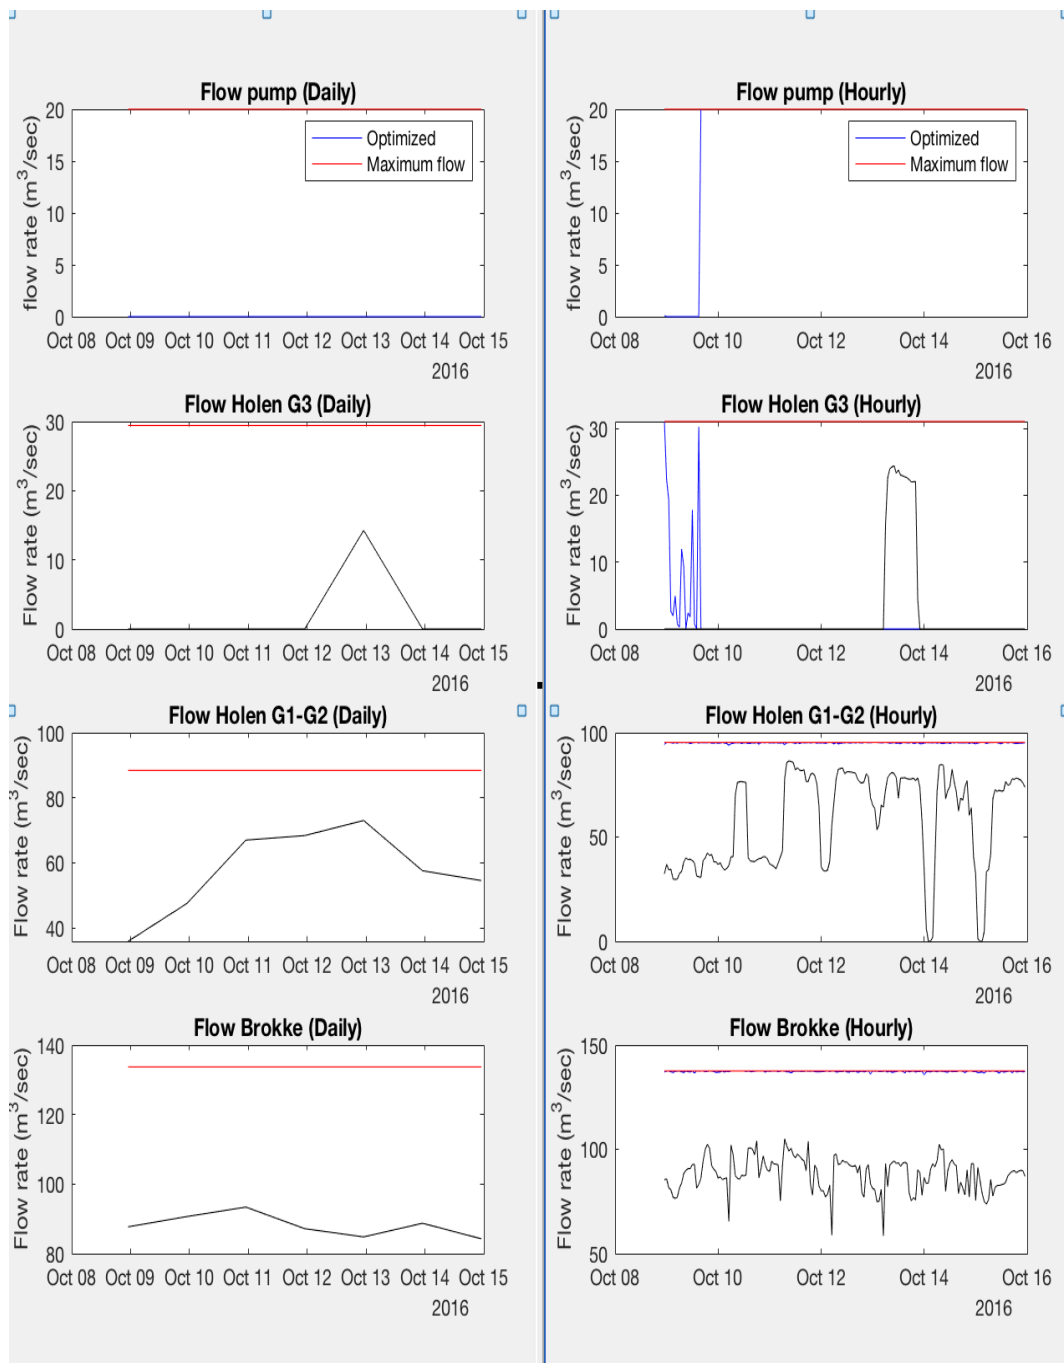 Flow pump (Daily)
flow rate (m³/sec)
20
15
10
5
0
Optimized
Maximum flow
Oct 08 Oct 09 Oct 10 Oct 11 Oct 12 Oct 13 Oct 14 Oct 15
2016
Flow pump (Hourly)
flow rate (m³/sec)
20
15
10
5
0
Optimized
Maximum flow
Oct 08 Oct 10 Oct 12 Oct 14 Oct 16
2016
Flow Holen G3 (Daily)
Flow rate (m³/sec)
30
20
10
0
Oct 08 Oct 09 Oct 10 Oct 11 Oct 12 Oct 13 Oct 14 Oct 15
2016
Flow Holen G3 (Hourly)
Flow rate (m³/sec)
30
20
10
0
Oct 08 Oct 10 Oct 12 Oct 14 Oct 16
2016
Flow Holen G1-G2 (Daily)
Flow rate (m³/sec)
100
80
60
40
Oct 08 Oct 09 Oct 10 Oct 11 Oct 12 Oct 13 Oct 14 Oct 15
2016
Flow Holen G1-G2 (Hourly)
Flow rate (m³/sec)
100
50
0
Oct 08 Oct 10 Oct 12 Oct 14 Oct 16
2016
Flow Brokke (Daily)
Flow rate (m³/sec)
140
120
100
80
Oct 08 Oct 09 Oct 10 Oct 11 Oct 12 Oct 13 Oct 14 Oct 15
2016
Flow Brokke (Hourly)
Flow rate (m³/sec)
150
100
50
Oct 08 Oct 10 Oct 12 Oct 14 Oct 16
2016